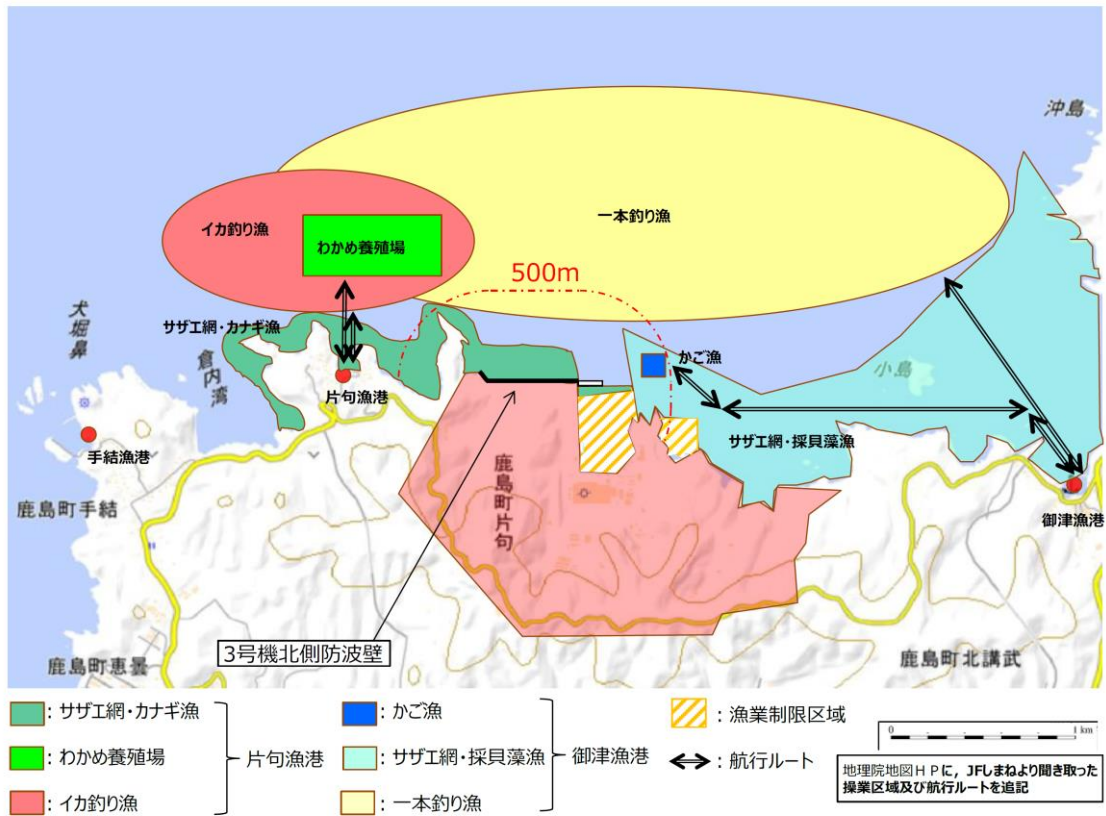 沖島
一本釣り漁
イカ釣り漁
わかめ養殖場
500m
犬堀鼻
サザエ網・カナギ漁
倉内湾
かご漁
小島
片句漁港
サザエ網・採貝藻漁
手結漁港
鹿島町片句
御津漁港
鹿島町手結
3号機北側防波壁
鹿島町恵曇
鹿島町北講武
：サザエ網・カナギ漁
：わかめ養殖場
：イカ釣り漁
片句漁港
：かご漁
：サザエ網・採貝藻漁
：一本釣り漁
御津漁港
：漁業制限区域
：航行ルート
0 1 km
地理院地図ＨＰに，JFしまねより聞き取った
操業区域及び航行ルートを追記